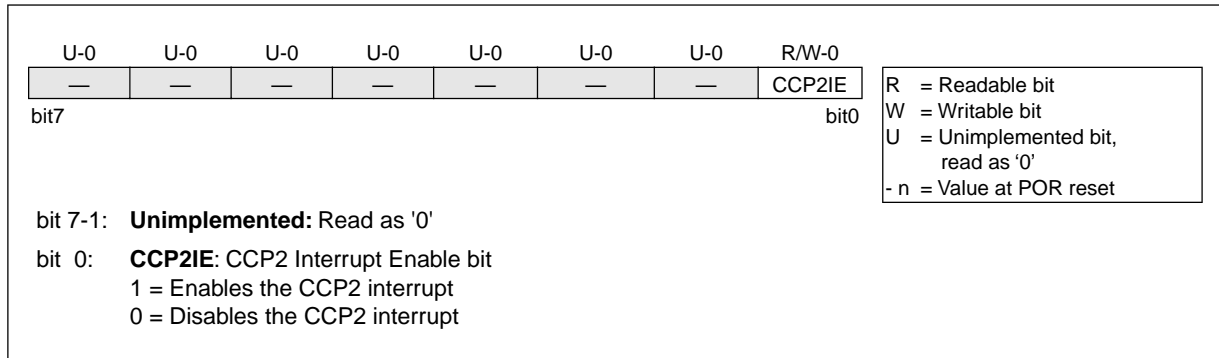 U-0 U-0 U-0 U-0 U-0 U-0 U-0 R/W-0
— — — — — — — CCP2IE
bit7 bit0
R = Readable bit
W = Writable bit
U = Unimplemented bit,
read as ‘0’
- n = Value at POR reset
bit 7-1: Unimplemented: Read as '0'
bit 0: CCP2IE: CCP2 Interrupt Enable bit
1 = Enables the CCP2 interrupt
0 = Disables the CCP2 interrupt